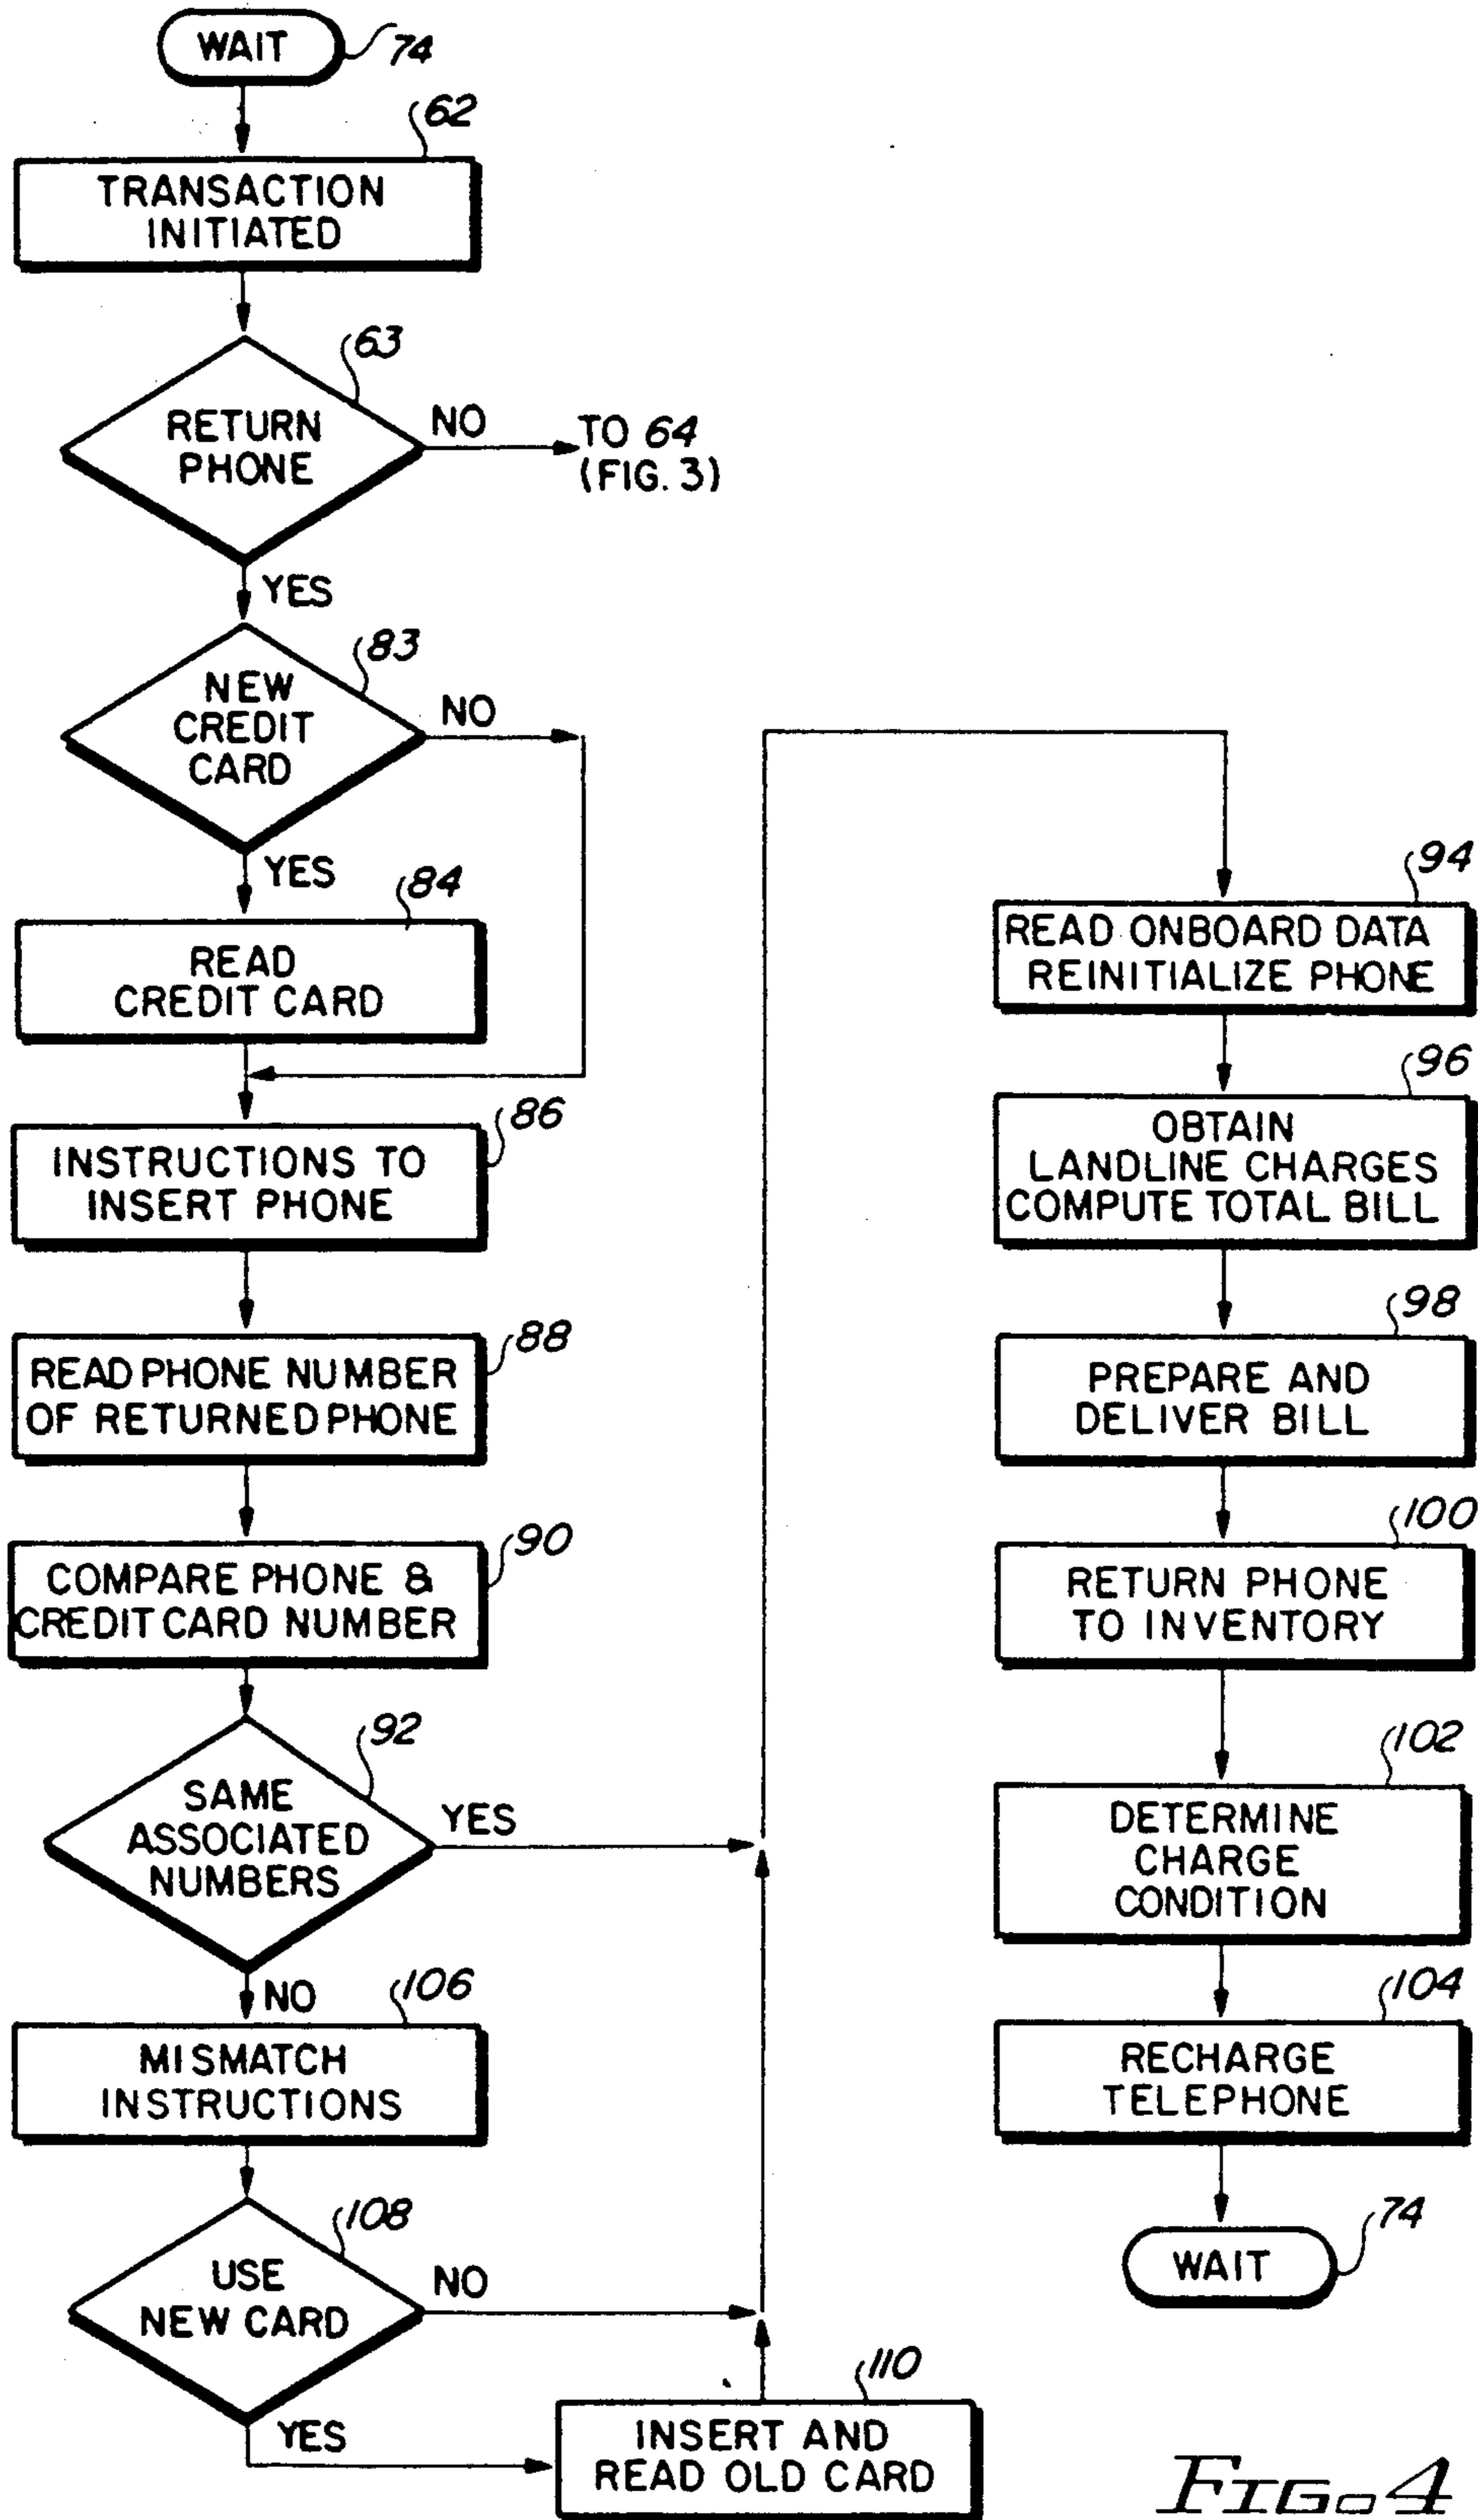 WAIT
74
62
TRANSACTION
INITIATED
63
RETURN
PHONE
NO
TO 64
(FIG. 3)
YES
83
NEW
CREDIT
CARD
NO
YES
84
READ
CREDIT CARD
86
INSTRUCTIONS TO
INSERT PHONE
88
READ PHONE NUMBER
OF RETURNED PHONE
90
COMPARE PHONE &
CREDIT CARD NUMBER
92
SAME
ASSOCIATED
NUMBERS
YES
NO
106
MISMATCH
INSTRUCTIONS
108
USE
NEW CARD
NO
YES
110
INSERT AND
READ OLD CARD
94
READ ONBOARD DATA
REINITIALIZE PHONE
96
OBTAIN
LANDLINE CHARGES
COMPUTE TOTAL BILL
98
PREPARE AND
DELIVER BILL
100
RETURN PHONE
TO INVENTORY
102
DETERMINE
CHARGE
CONDITION
104
RECHARGE
TELEPHONE
74
WAIT
FIG. 4